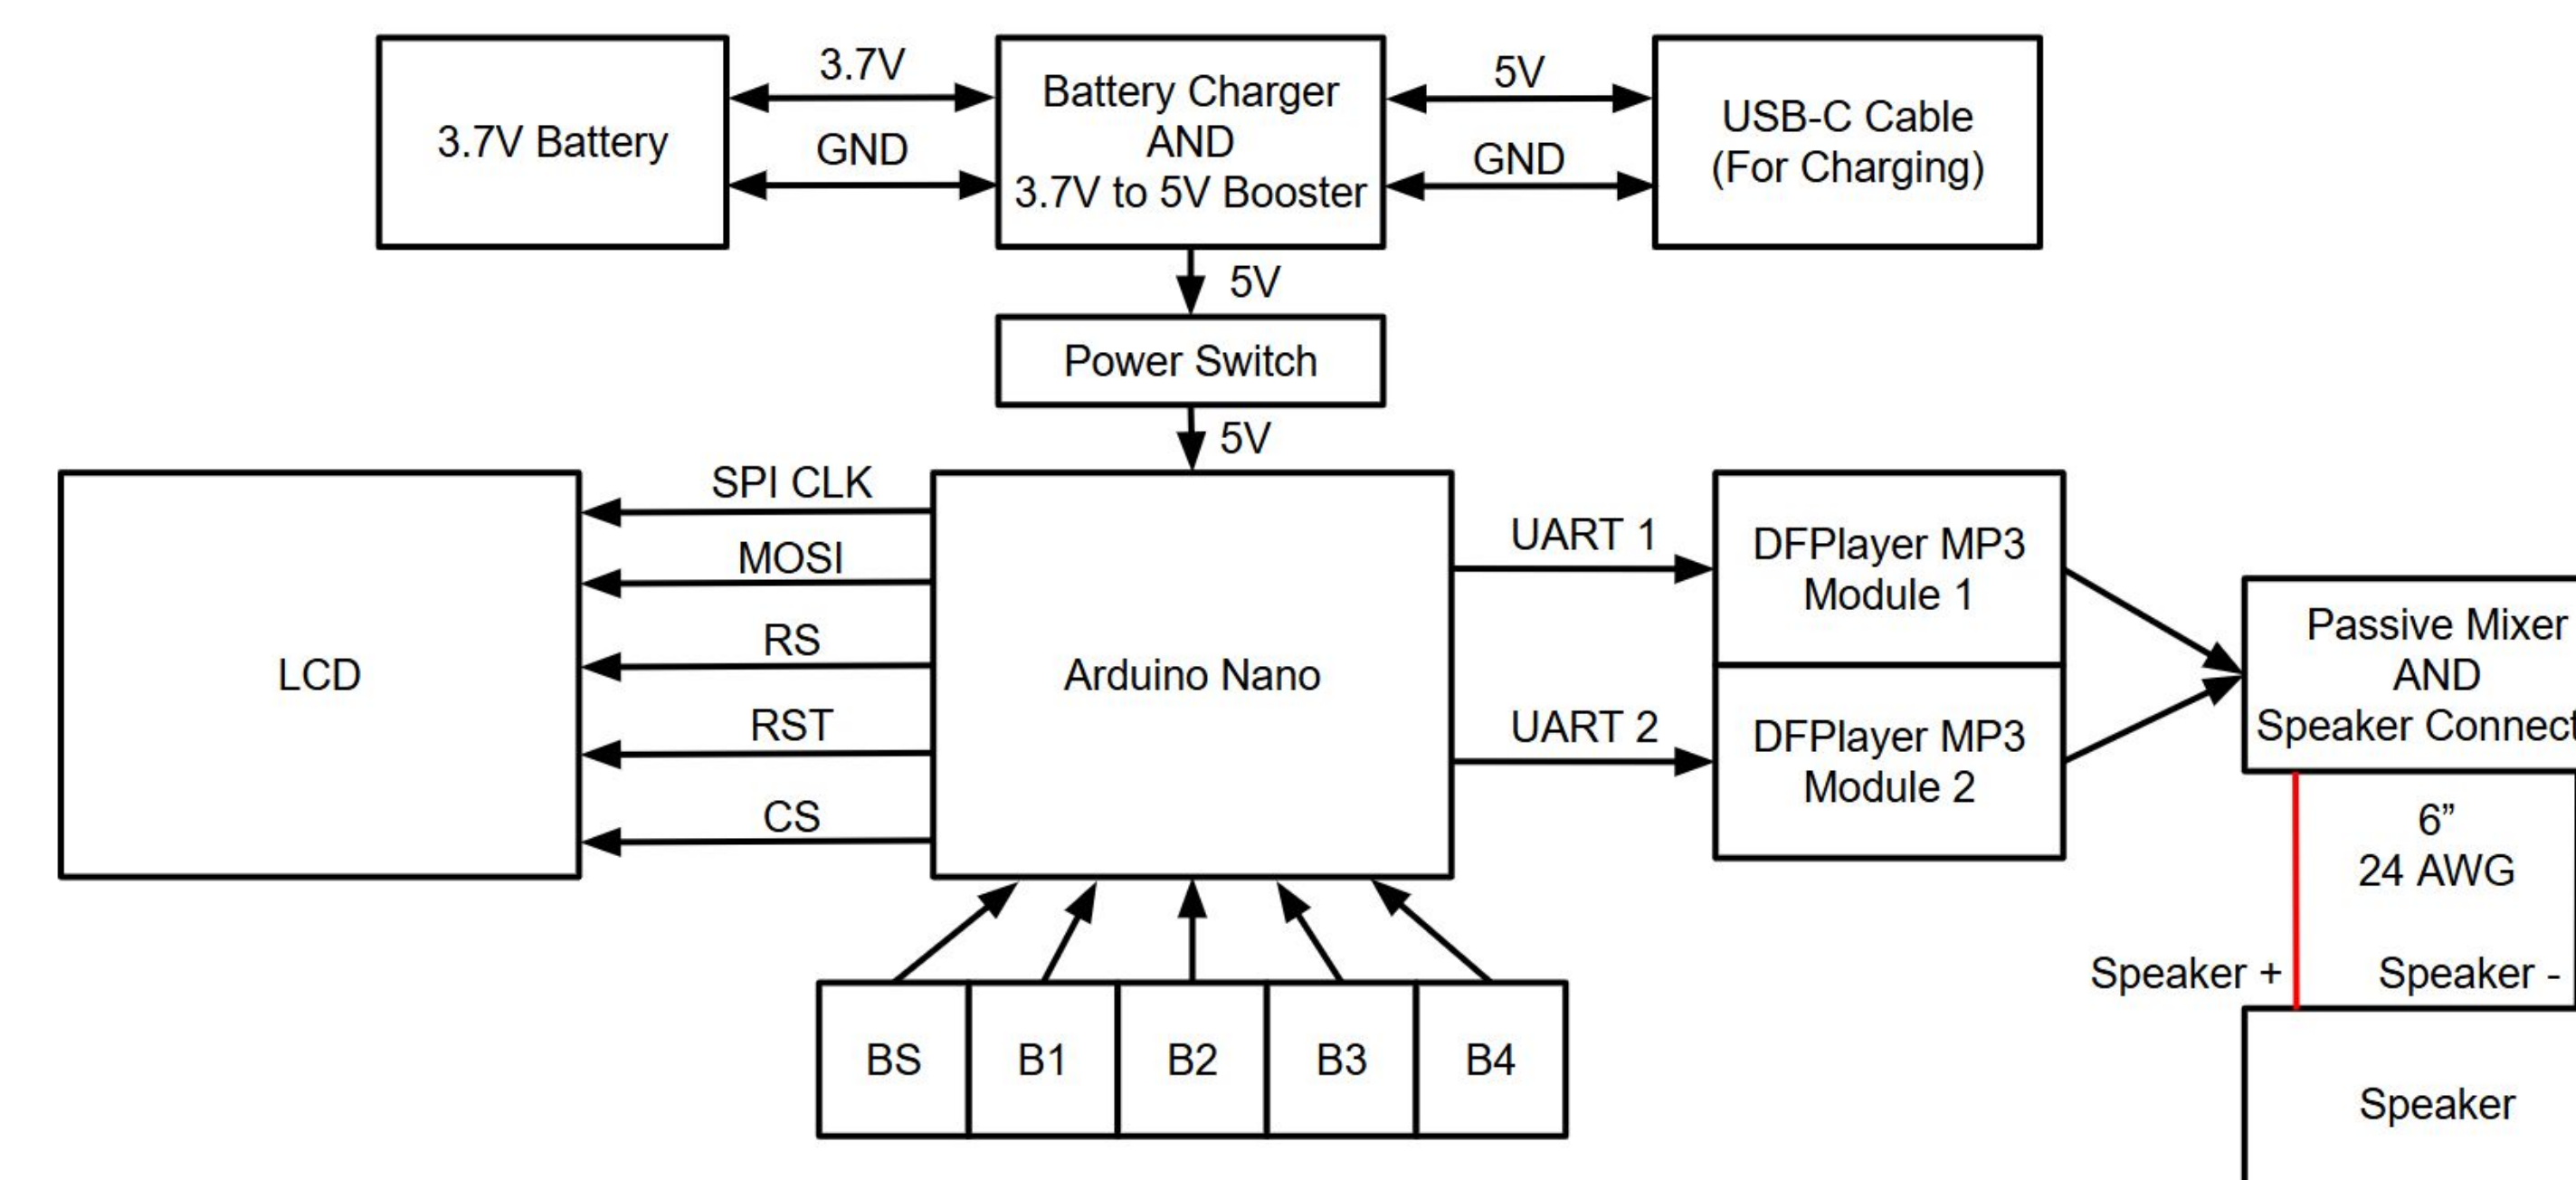 3.7V Battery
3.7V
GND
Battery Charger
AND
3.7V to 5V Booster
5V
GND
USB-C Cable
(For Charging)
5V
Power Switch
5V
LCD
SPI CLK
MOSI
RS
RST
CS
Arduino Nano
UART 1
UART 2
DFPlayer MP3
Module 1
DFPlayer MP3
Module 2
Passive Mixer
AND
Speaker Connect
6”
24 AWG
Speaker +
Speaker -
Speaker
BS
B1
B2
B3
B4